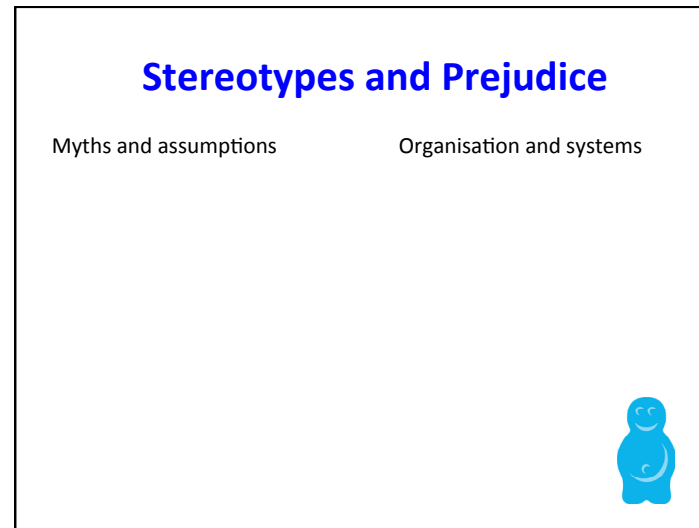 Stereotypes and Prejudice
Myths and assumptions
Organisation and systems